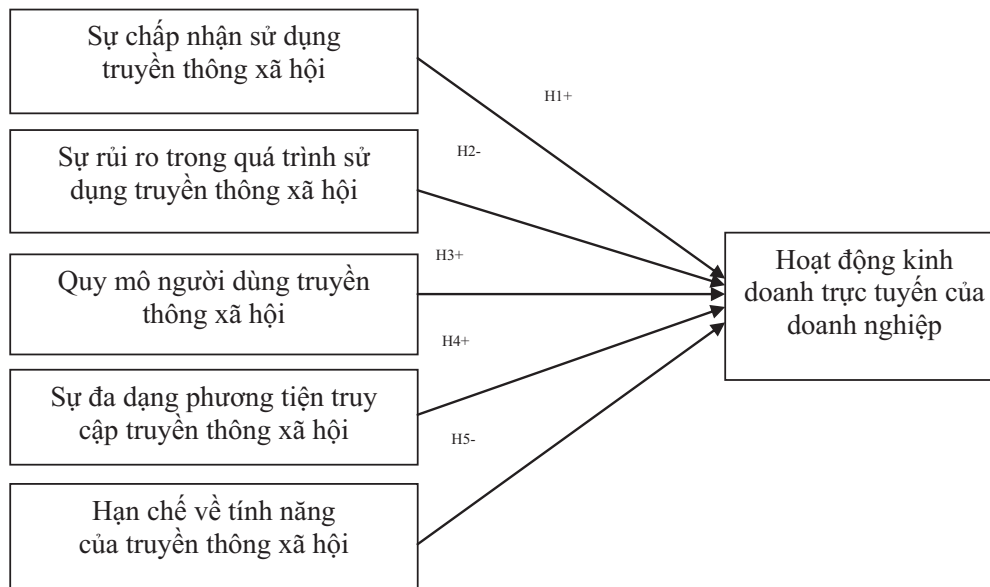 Sự chấp nhận sử dụng
truyền thông xã hội
H1+
Sự rủi ro trong quá trình sử
dụng truyền thông xã hội
H2-
Quy mô người dùng truyền
thông xã hội
H3+
Sự đa dạng phương tiện truy
cập truyền thông xã hội
H4+
Hạn chế về tính năng
của truyền thông xã hội
H5-
Hoạt động kinh
doanh trực tuyến của
doanh nghiệp